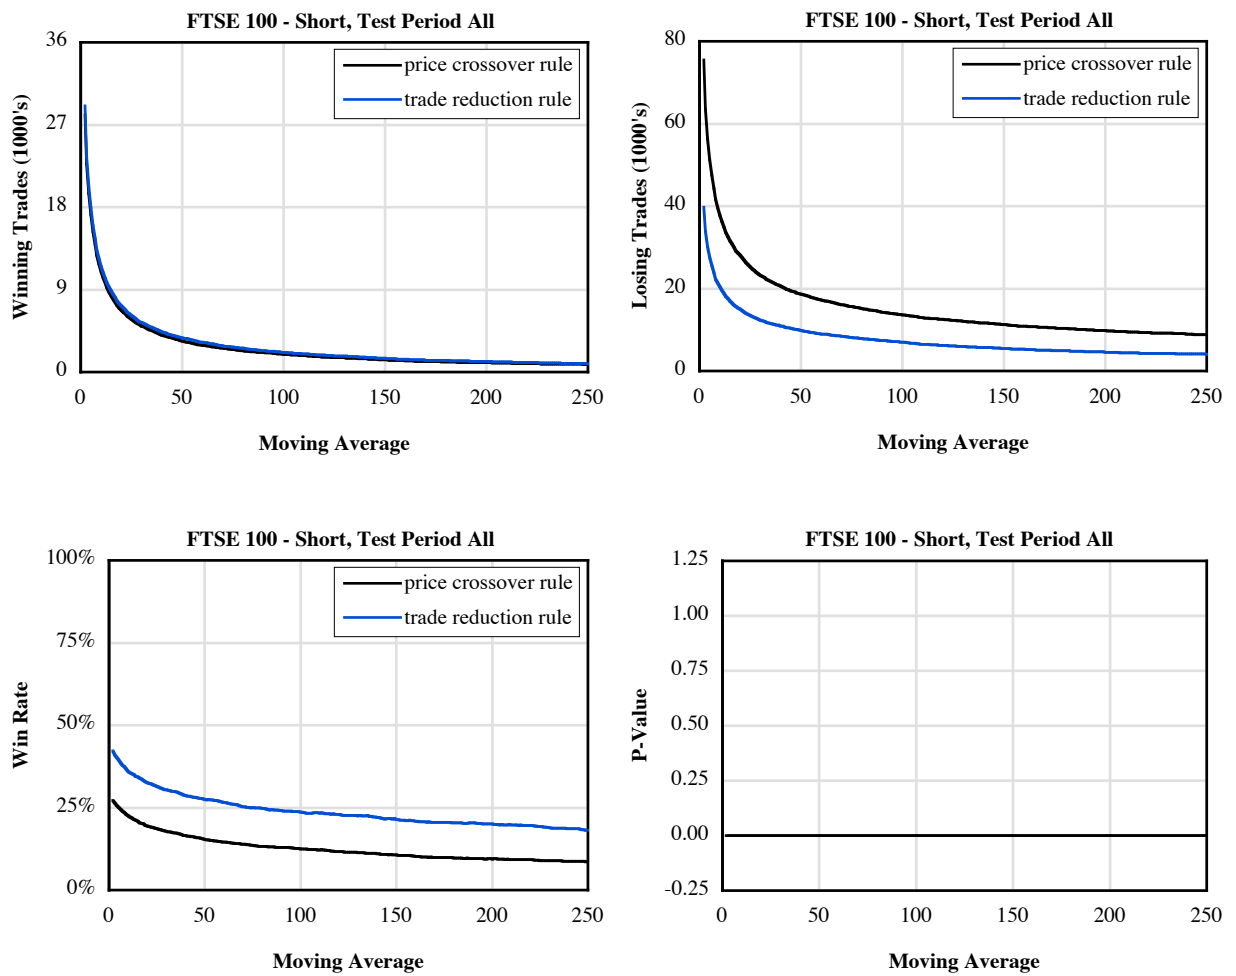 FTSE 100 - Short, Test Period All
36
27
18
9
0
Winning Trades (1000's)
price crossover rule
trade reduction rule
0 50 100 150 200 250
Moving Average
FTSE 100 - Short, Test Period All
80
60
40
20
0
Losing Trades (1000's)
price crossover rule
trade reduction rule
0 50 100 150 200 250
Moving Average
FTSE 100 - Short, Test Period All
100%
75%
50%
25%
0%
Win Rate
price crossover rule
trade reduction rule
0 50 100 150 200 250
Moving Average
FTSE 100 - Short, Test Period All
1.25
1.00
0.75
0.50
0.25
0.00
-0.25
P-Value
0 50 100 150 200 250
Moving Average